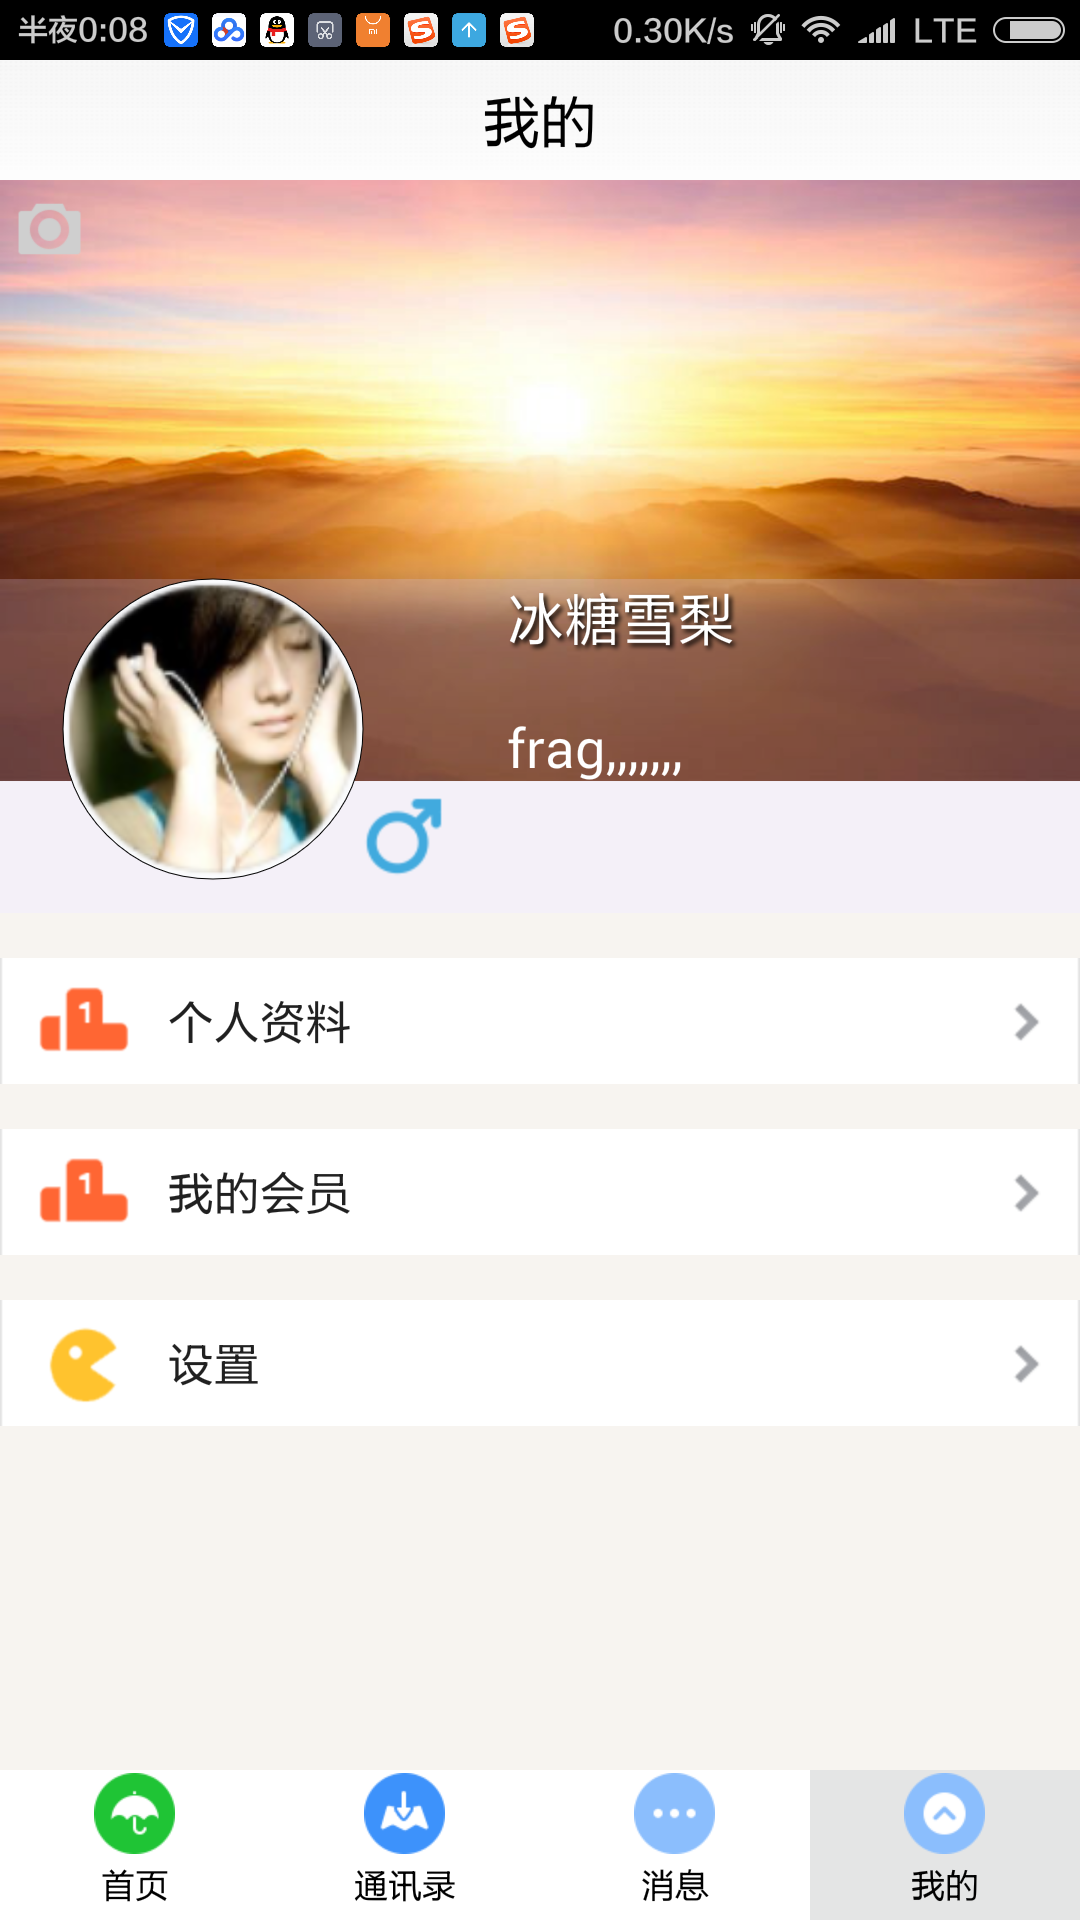 半夜0:08 0.30K/s LTE
我的
冰糖雪梨
frag,,,,,,,
1 个人资料
1 我的会员
设置
首页 通讯录 消息 我的